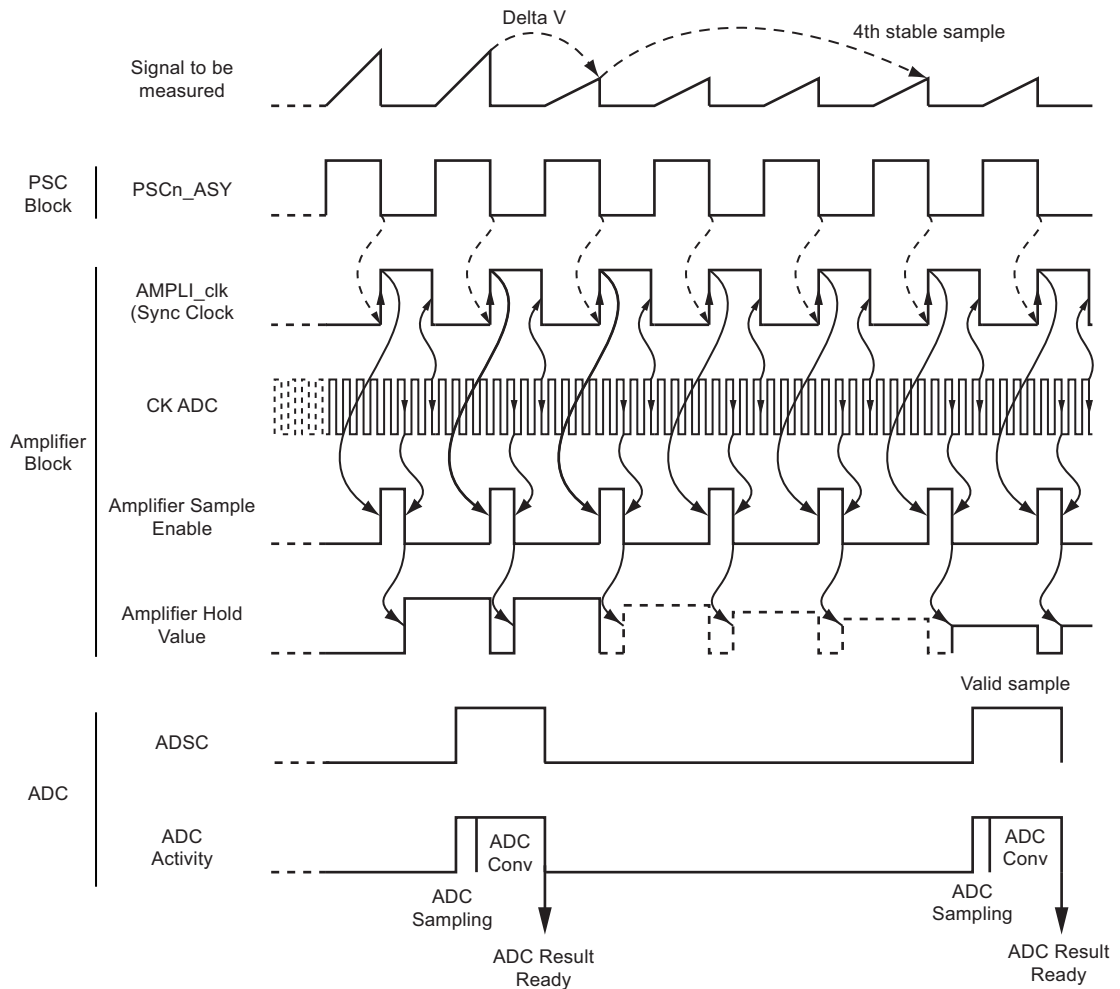 Delta V
4th stable sample
Signal to be
measured
PSC
Block
PSCn_ASY
AMPLI_clk
(Sync Clock
CK ADC
Amplifier
Block
Amplifier Sample
Enable
Amplifier Hold
Value
Valid sample
ADSC
ADC
ADC
Activity
ADC
Conv
ADC
Conv
ADC
Sampling
ADC
Sampling
ADC Result
Ready
ADC Result
Ready